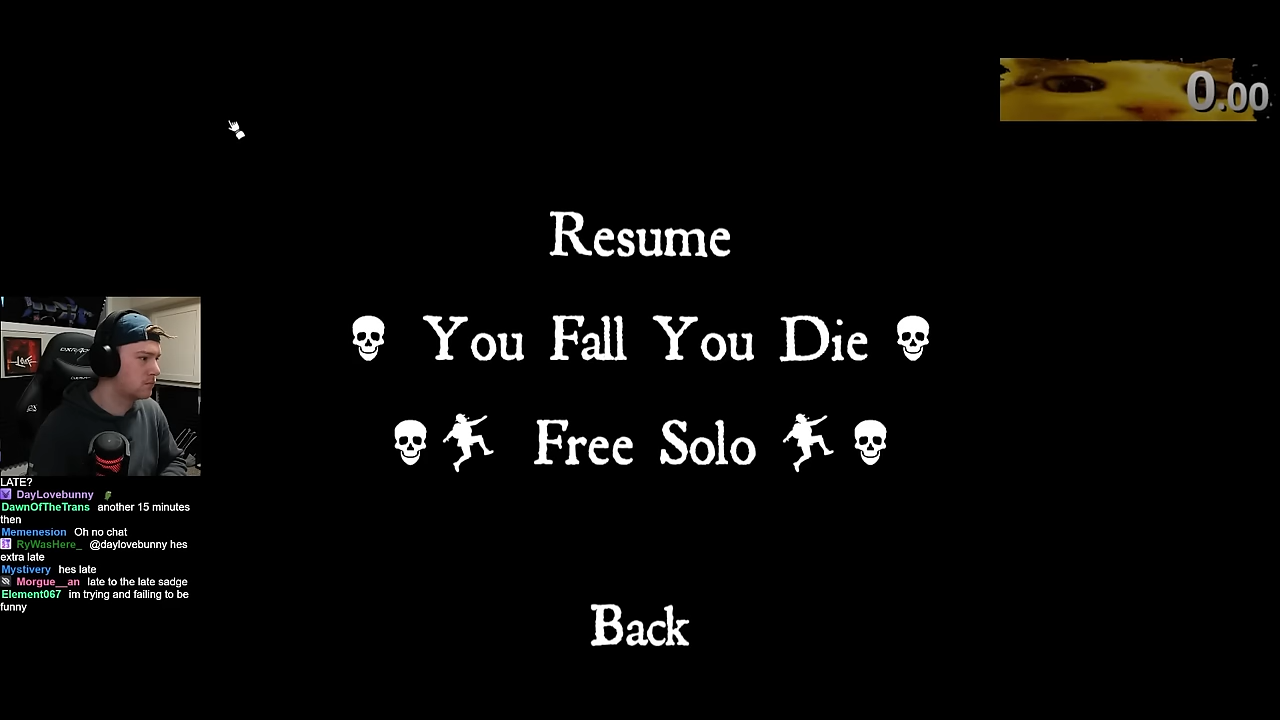 0.00
Resume
You Fall You Die
Free Solo
Back
LATE?
DayLovebunny
DawnOfTheTrans another 15 minutes
then
Memenesion Oh no chat
RyWasHere_ @daylovebunny hes
extra late
Mystivery hes late
Morgue__an late to the late sadge
Element067 im trying and failing to be
funny